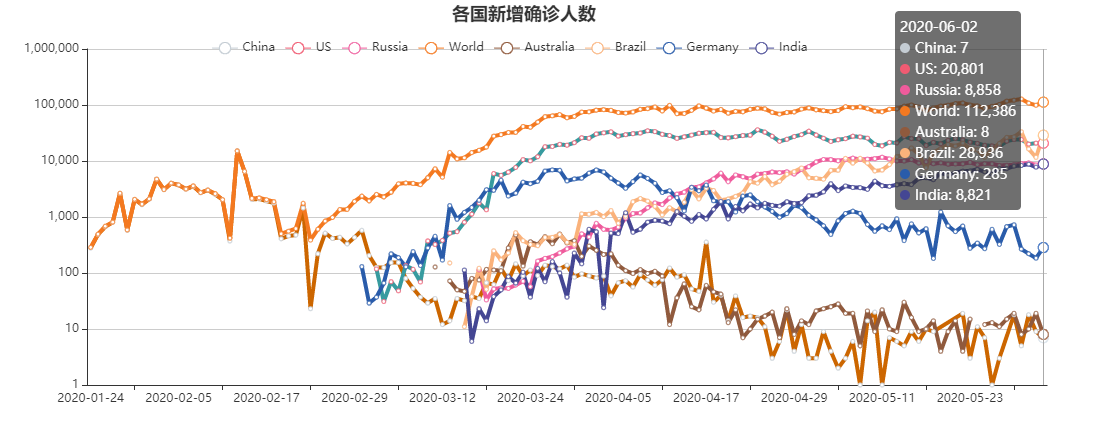 各国新增确诊人数
China US Russia World Australia Brazil Germany India
2020-06-02
China: 7
US: 20,801
Russia: 8,858
World: 112,386
Australia: 8
Brazil: 28,936
Germany: 285
India: 8,821
1,000,000
100,000
10,000
1,000
100
10
1
2020-01-24 2020-02-05 2020-02-17 2020-02-29 2020-03-12 2020-03-24 2020-04-05 2020-04-17 2020-04-29 2020-05-11 2020-05-23